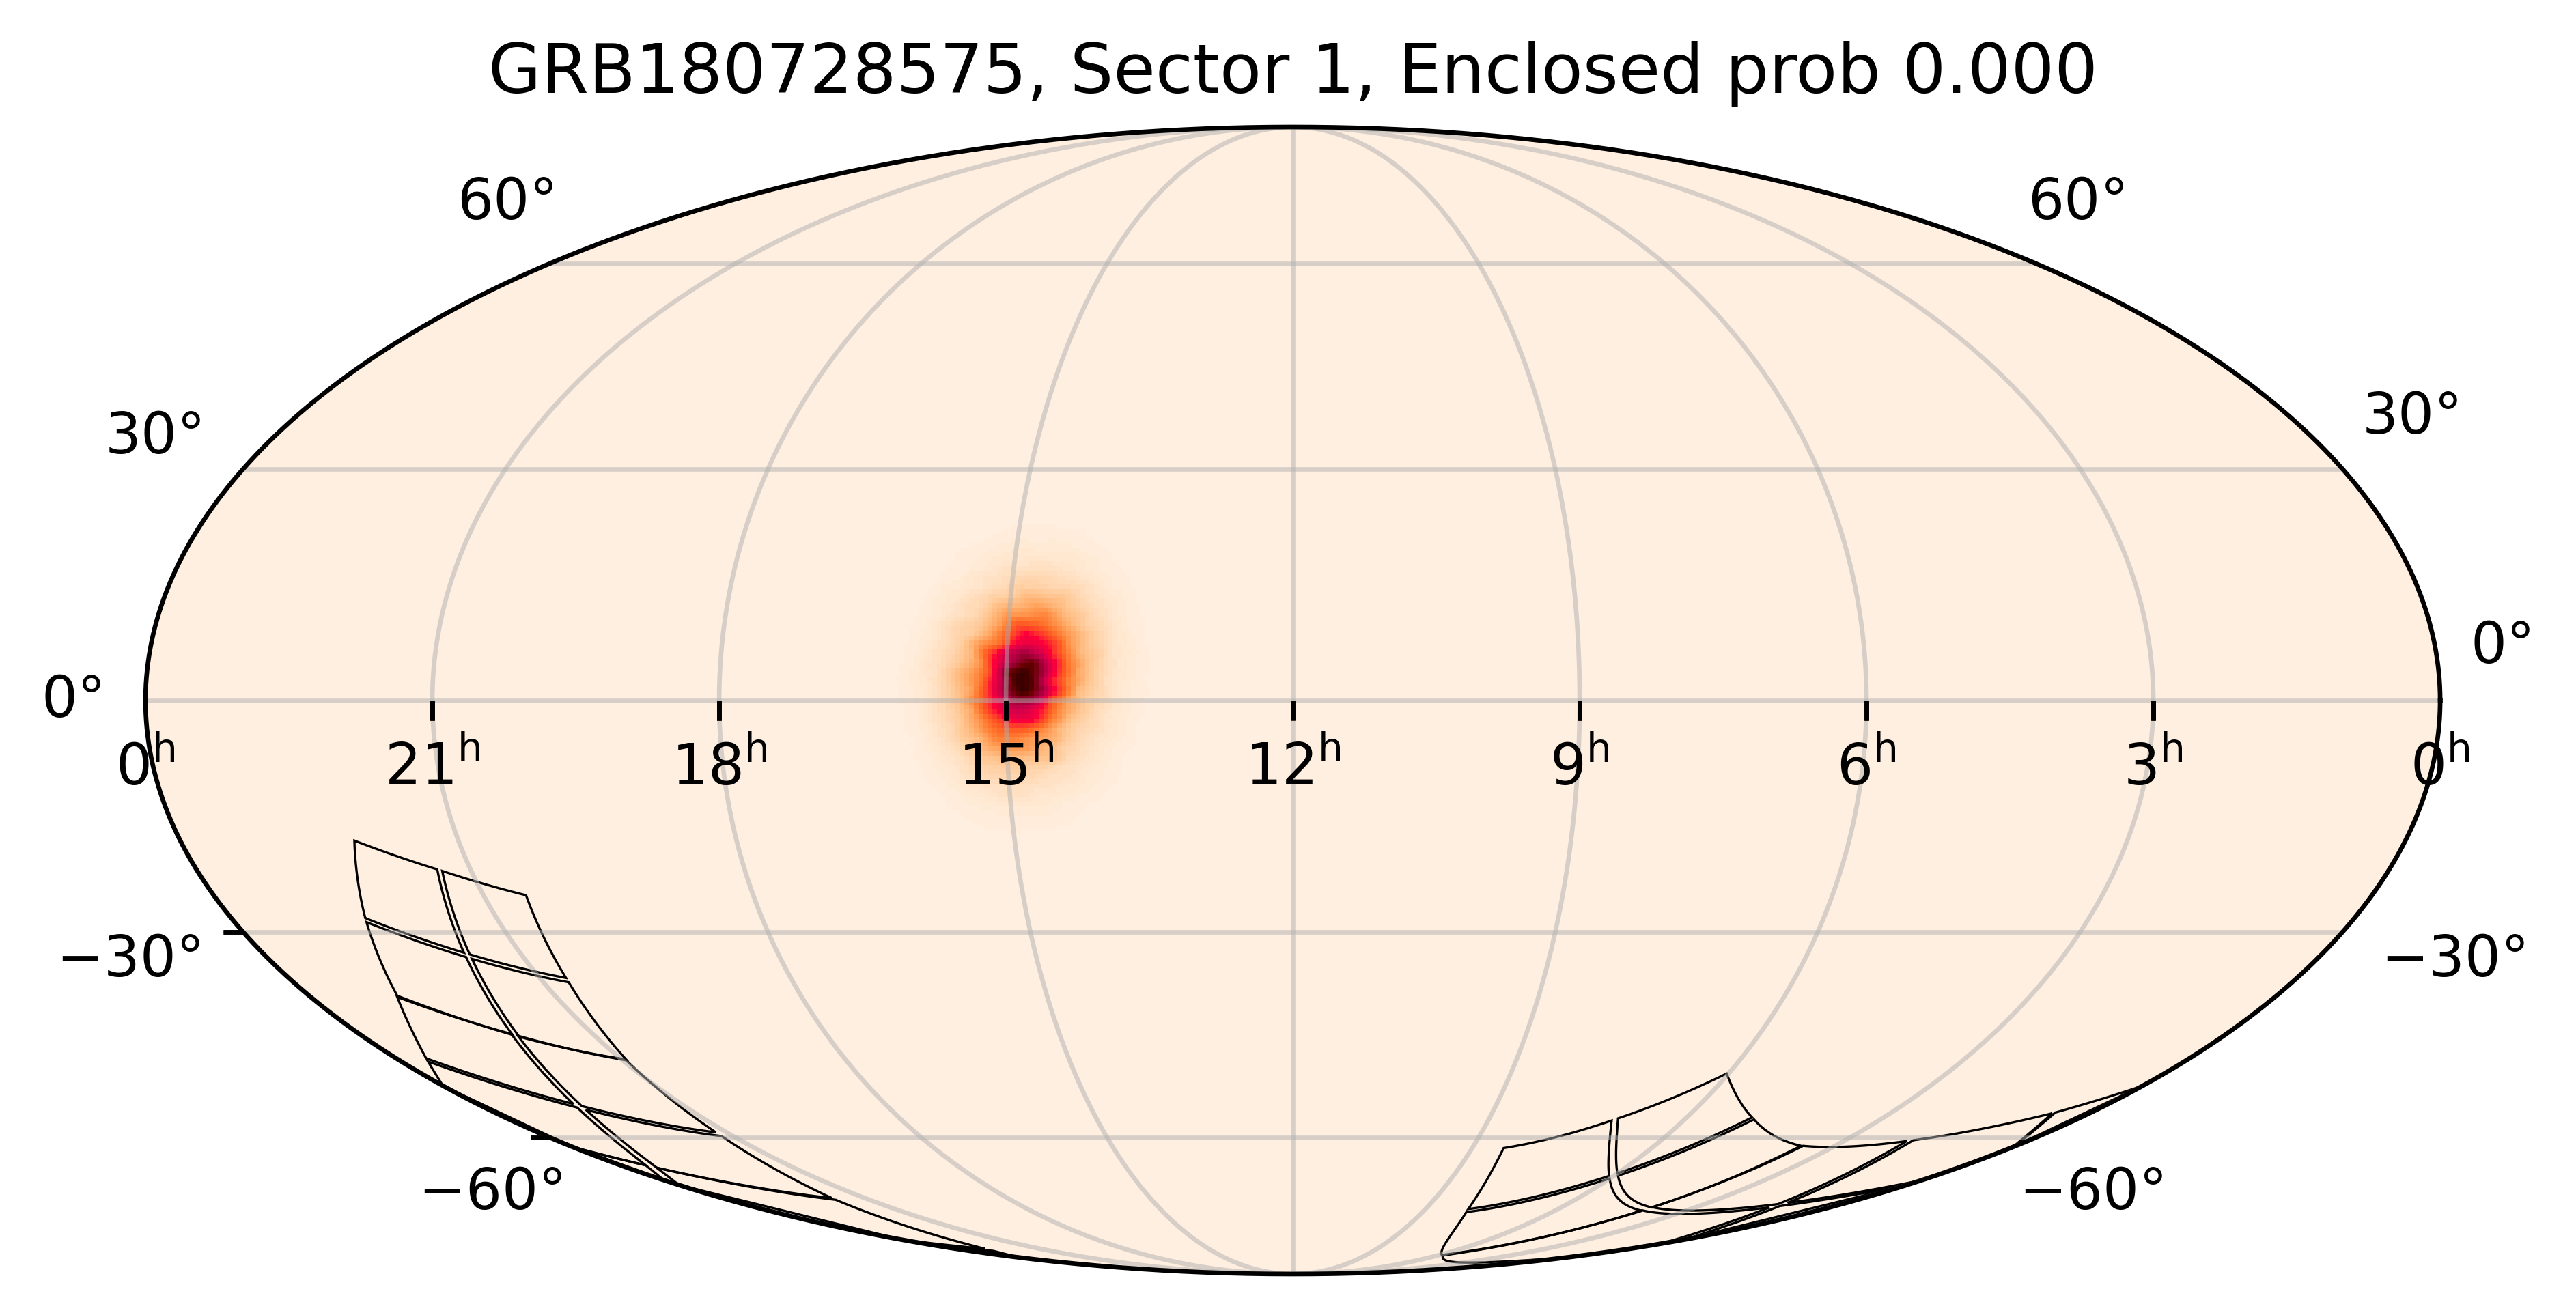 GRB180728575, Sector 1, Enclosed prob 0.000
60° 60°
30° 30°
0° 0°
0h 21h 18h 15h 12h 9h 6h 3h 0h
−30° −30°
−60° −60°